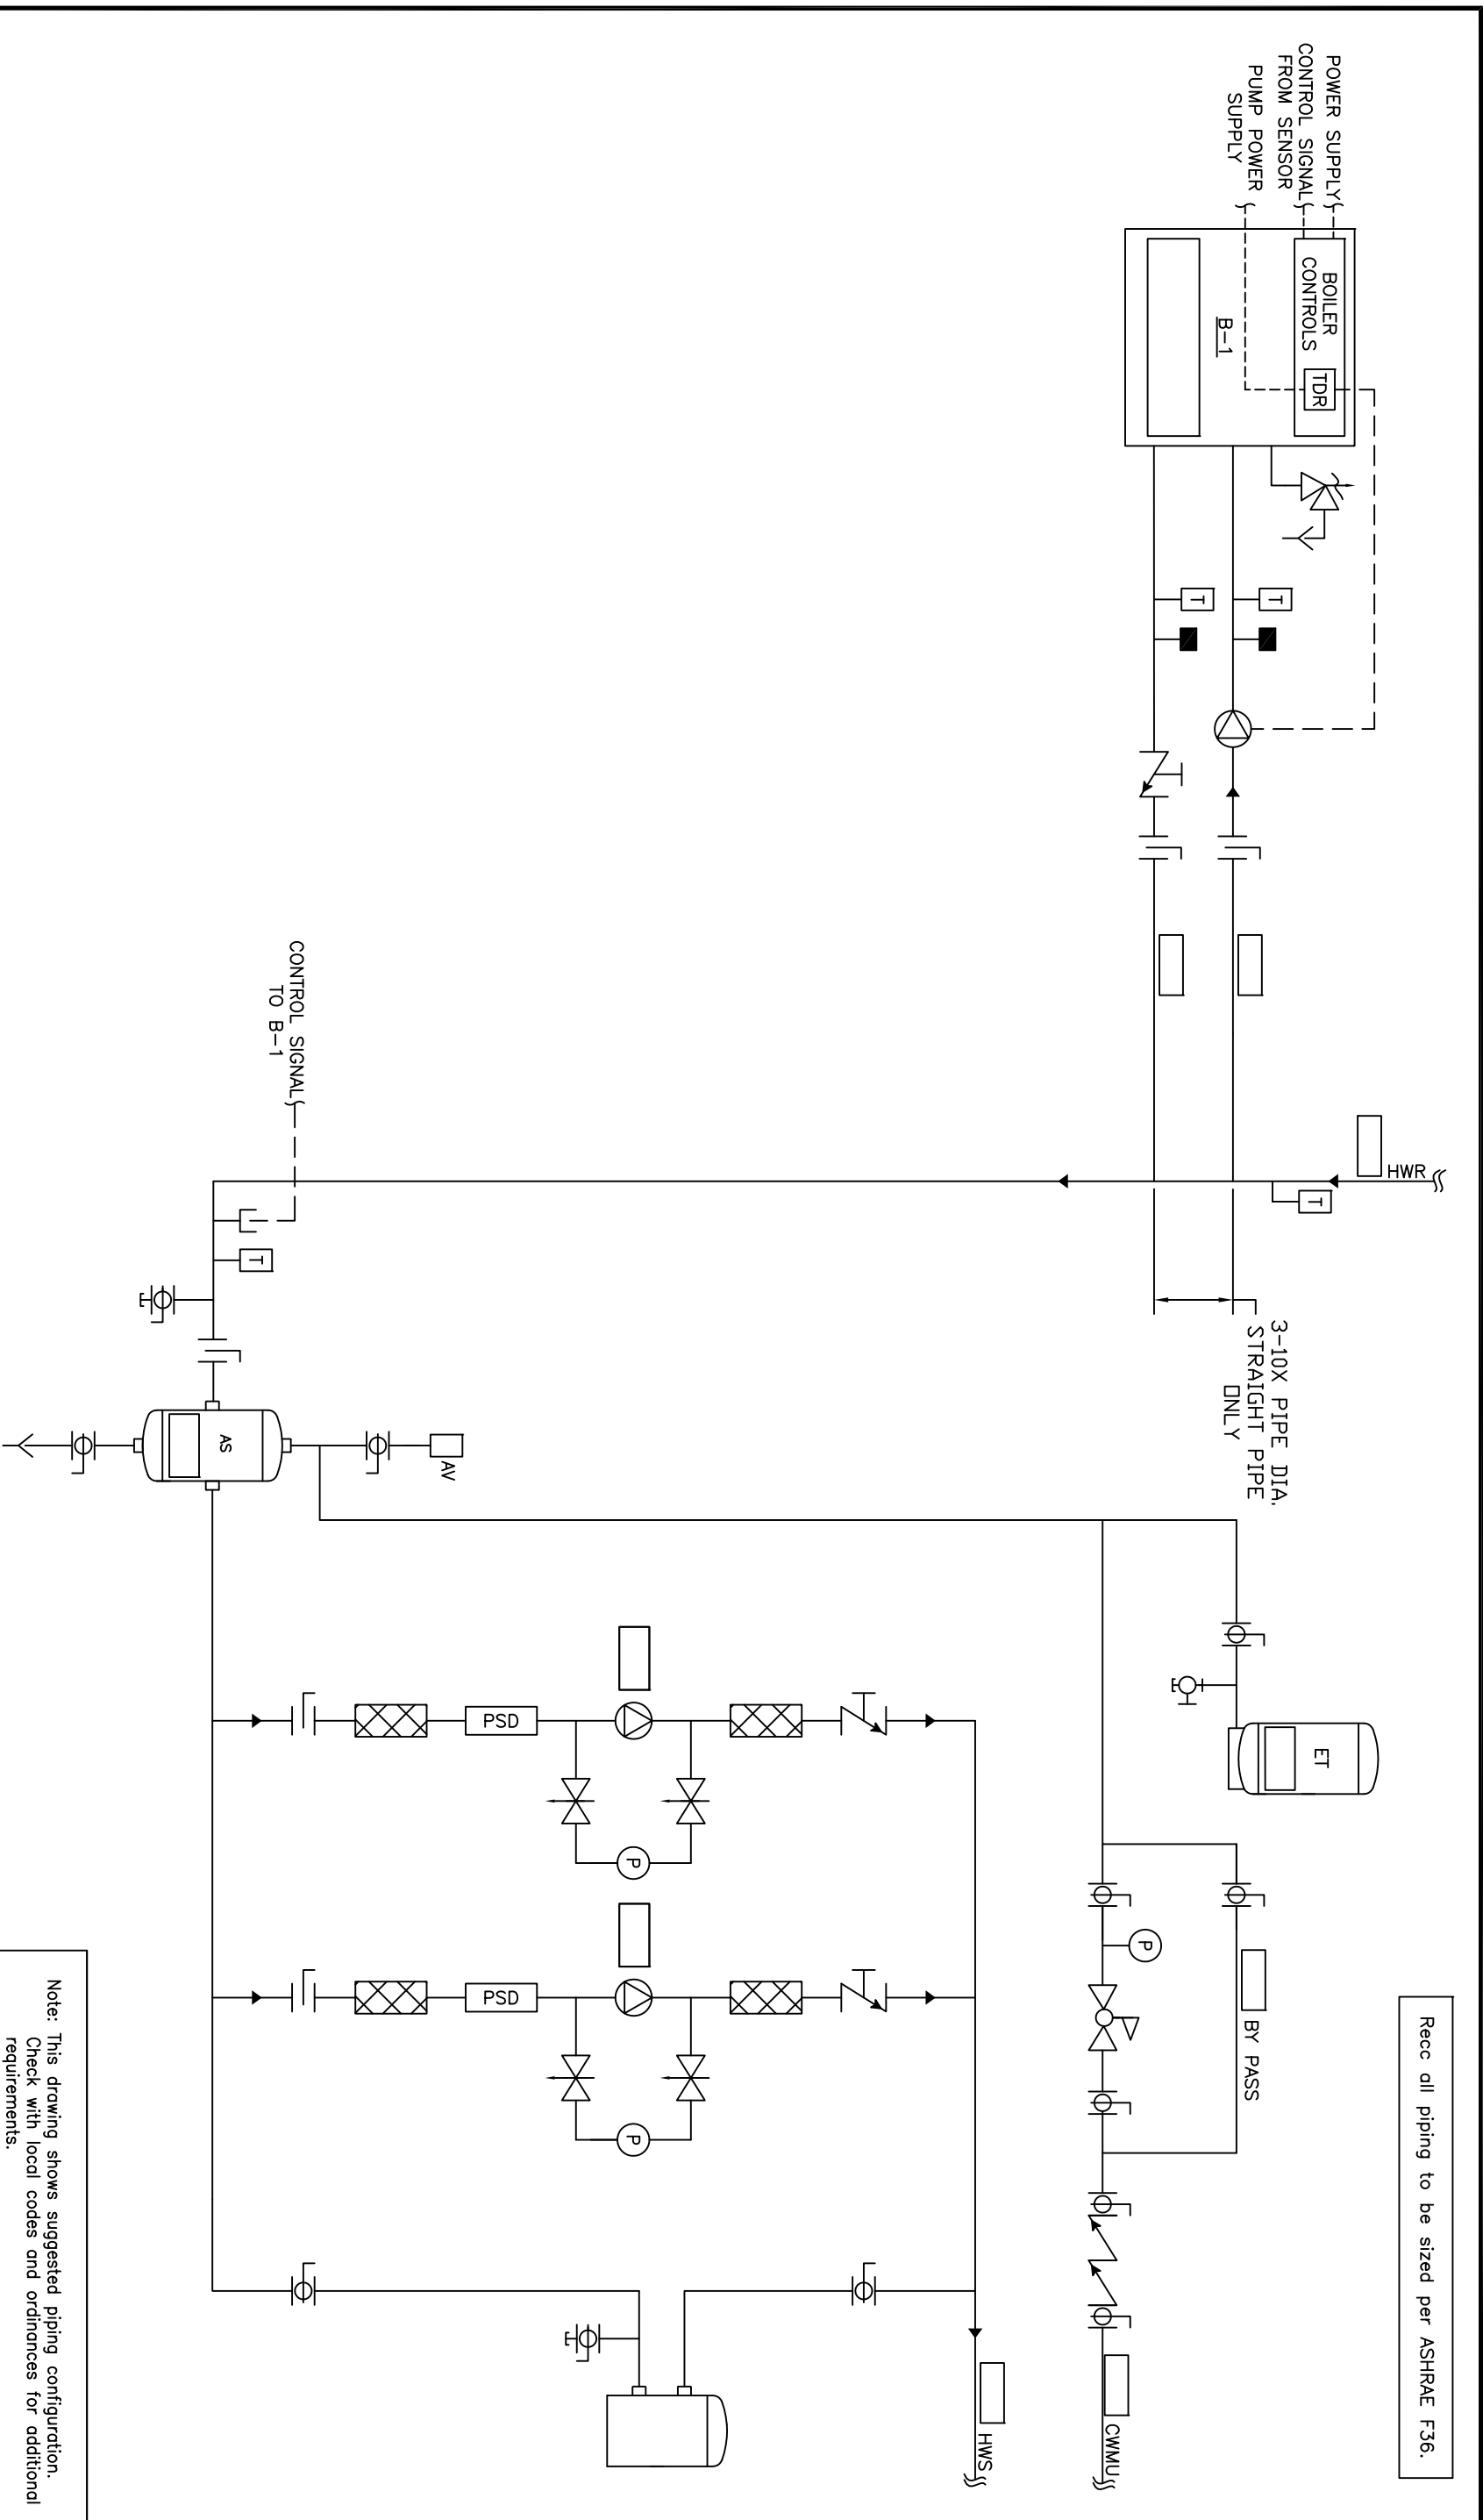 POWER SUPPLY
CONTROL SIGNAL
FROM SENSOR
PUMP POWER
SUPPLY
BOILER
CONTROLS
TDR
B-1
T
T
HWR
T
CONTROL SIGNAL
TO B-1
T
3-10X PIPE DIA.
STRAIGHT PIPE
ONLY
AS
AV
ET
PSD
P
PSD
P
P
BY PASS
CWMU
HWS
Recc all piping to be sized per ASHRAE F36.
Note: This drawing shows suggested piping configuration.
Check with local codes and ordinances for additional
requirements.